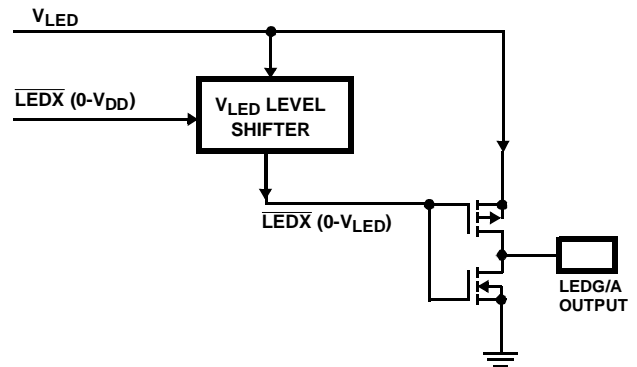 VLED
LEDX (0-VDD)
VLED LEVEL
SHIFTER
LEDX (0-VLED)
LEDG/A
OUTPUT